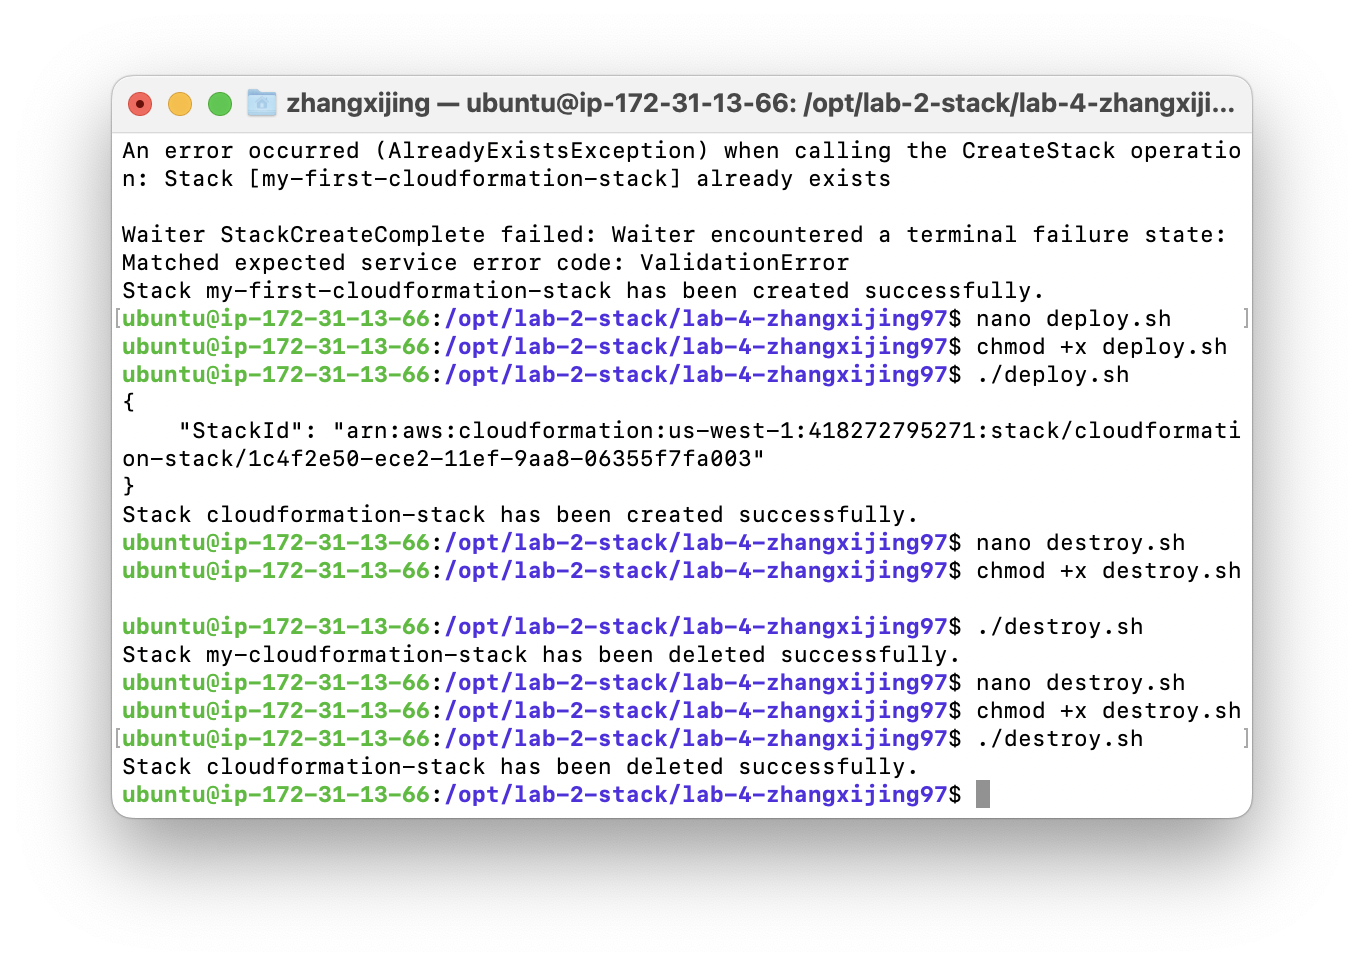 zhangxijing — ubuntu@ip-172-31-13-66: /opt/lab-2-stack/lab-4-zhangxiji...
An error occurred (AlreadyExistsException) when calling the CreateStack operatio
n: Stack [my-first-cloudformation-stack] already exists
Waiter StackCreateComplete failed: Waiter encountered a terminal failure state:
Matched expected service error code: ValidationError
Stack my-first-cloudformation-stack has been created successfully.
[ubuntu@ip-172-31-13-66:/opt/lab-2-stack/lab-4-zhangxijing97$ nano deploy.sh ]
ubuntu@ip-172-31-13-66:/opt/lab-2-stack/lab-4-zhangxijing97$ chmod +x deploy.sh
ubuntu@ip-172-31-13-66:/opt/lab-2-stack/lab-4-zhangxijing97$ ./deploy.sh
{
    "StackId": "arn:aws:cloudformation:us-west-1:418272795271:stack/cloudformati
on-stack/1c4f2e50-ece2-11ef-9aa8-06355f7fa003"
}
Stack cloudformation-stack has been created successfully.
ubuntu@ip-172-31-13-66:/opt/lab-2-stack/lab-4-zhangxijing97$ nano destroy.sh
ubuntu@ip-172-31-13-66:/opt/lab-2-stack/lab-4-zhangxijing97$ chmod +x destroy.sh
ubuntu@ip-172-31-13-66:/opt/lab-2-stack/lab-4-zhangxijing97$ ./destroy.sh
Stack my-cloudformation-stack has been deleted successfully.
ubuntu@ip-172-31-13-66:/opt/lab-2-stack/lab-4-zhangxijing97$ nano destroy.sh
ubuntu@ip-172-31-13-66:/opt/lab-2-stack/lab-4-zhangxijing97$ chmod +x destroy.sh
[ubuntu@ip-172-31-13-66:/opt/lab-2-stack/lab-4-zhangxijing97$ ./destroy.sh ]
Stack cloudformation-stack has been deleted successfully.
ubuntu@ip-172-31-13-66:/opt/lab-2-stack/lab-4-zhangxijing97$